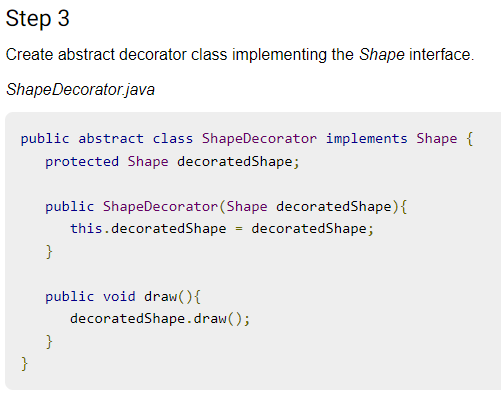 Step 3
Create abstract decorator class implementing the Shape interface.
ShapeDecorator.java
public abstract class ShapeDecorator implements Shape {
   protected Shape decoratedShape;
   public ShapeDecorator(Shape decoratedShape){
      this.decoratedShape = decoratedShape;
   }
   public void draw(){
      decoratedShape.draw();
   }
}